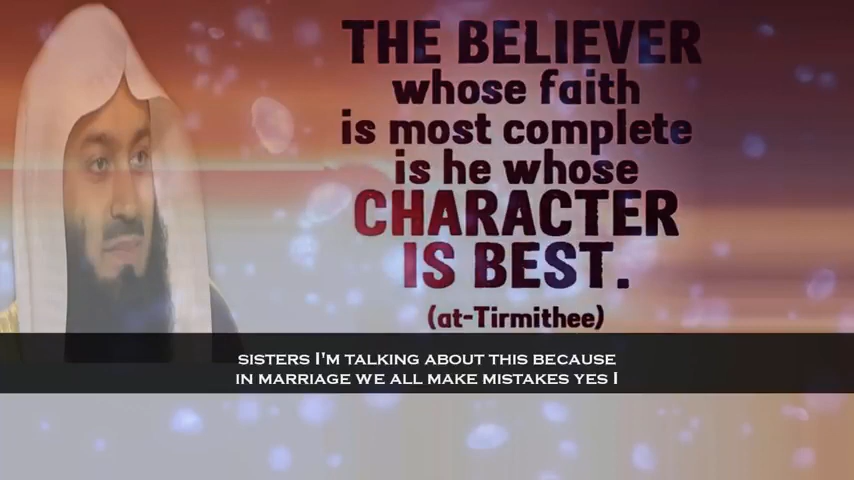 THE BELIEVER
whose faith
is most complete
is he whose
CHARACTER
IS BEST.
(at-Tirmithee)
SISTERS I'M TALKING ABOUT THIS BECAUSE
IN MARRIAGE WE ALL MAKE MISTAKES YES I